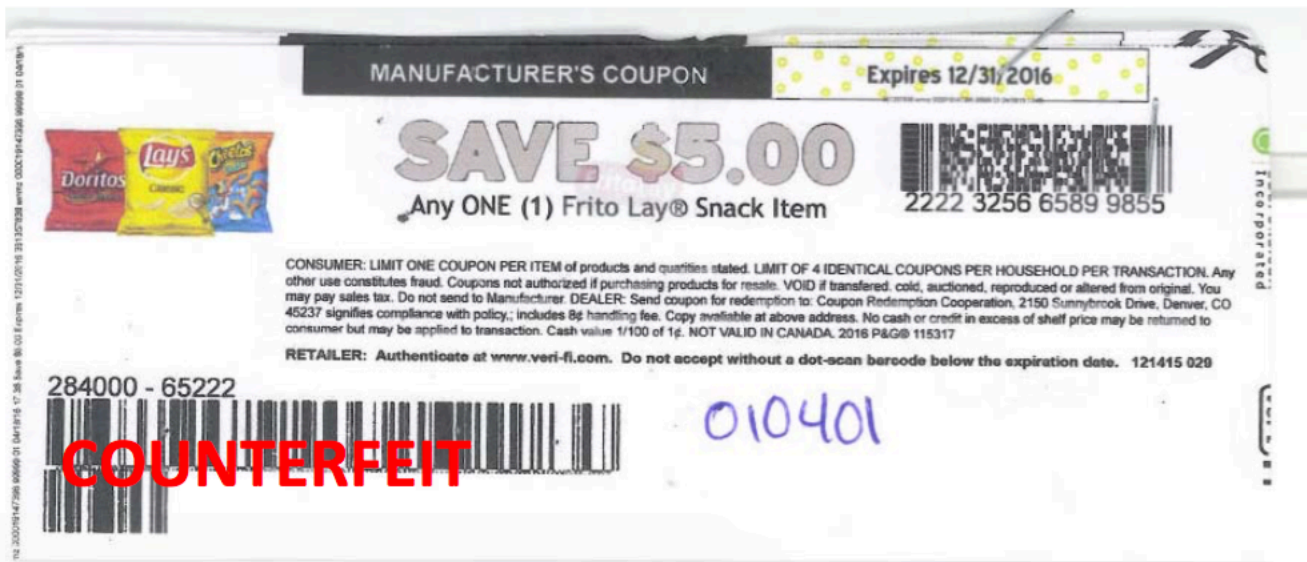 MANUFACTURER'S COUPON
Expires 12/31/2016
SAVE $5.00
Any ONE (1) Frito Lay® Snack Item
Doritos
Lay's
CLASSIC
Cheetos
2222 3256 6589 9855
Incorporated
CONSUMER: LIMIT ONE COUPON PER ITEM of products and quatities stated. LIMIT OF 4 IDENTICAL COUPONS PER HOUSEHOLD PER TRANSACTION. Any
other use constitutes fraud. Coupons not authorized if purchasing products for resale. VOID if transfered. cold, auctioned, reproduced or altered from original. You
may pay sales tax. Do not send to Manufacturer. DEALER: Send coupon for redemption to: Coupon Redemption Cooperation, 2150 Sunnybrook Drive, Denver, CO
45237 signifies compliance with policy,; includes 8¢ handling fee. Copy available at above address. No cash or credit in excess of shelf price may be returned to
consumer but may be applied to transaction. Cash value 1/100 of 1¢. NOT VALID IN CANADA. 2016 P&G® 115317
RETAILER: Authenticate at www.veri-fi.com. Do not accept without a dot-scan barcode below the expiration date. 121415 029
284000 - 65222
COUNTERFEIT
010401